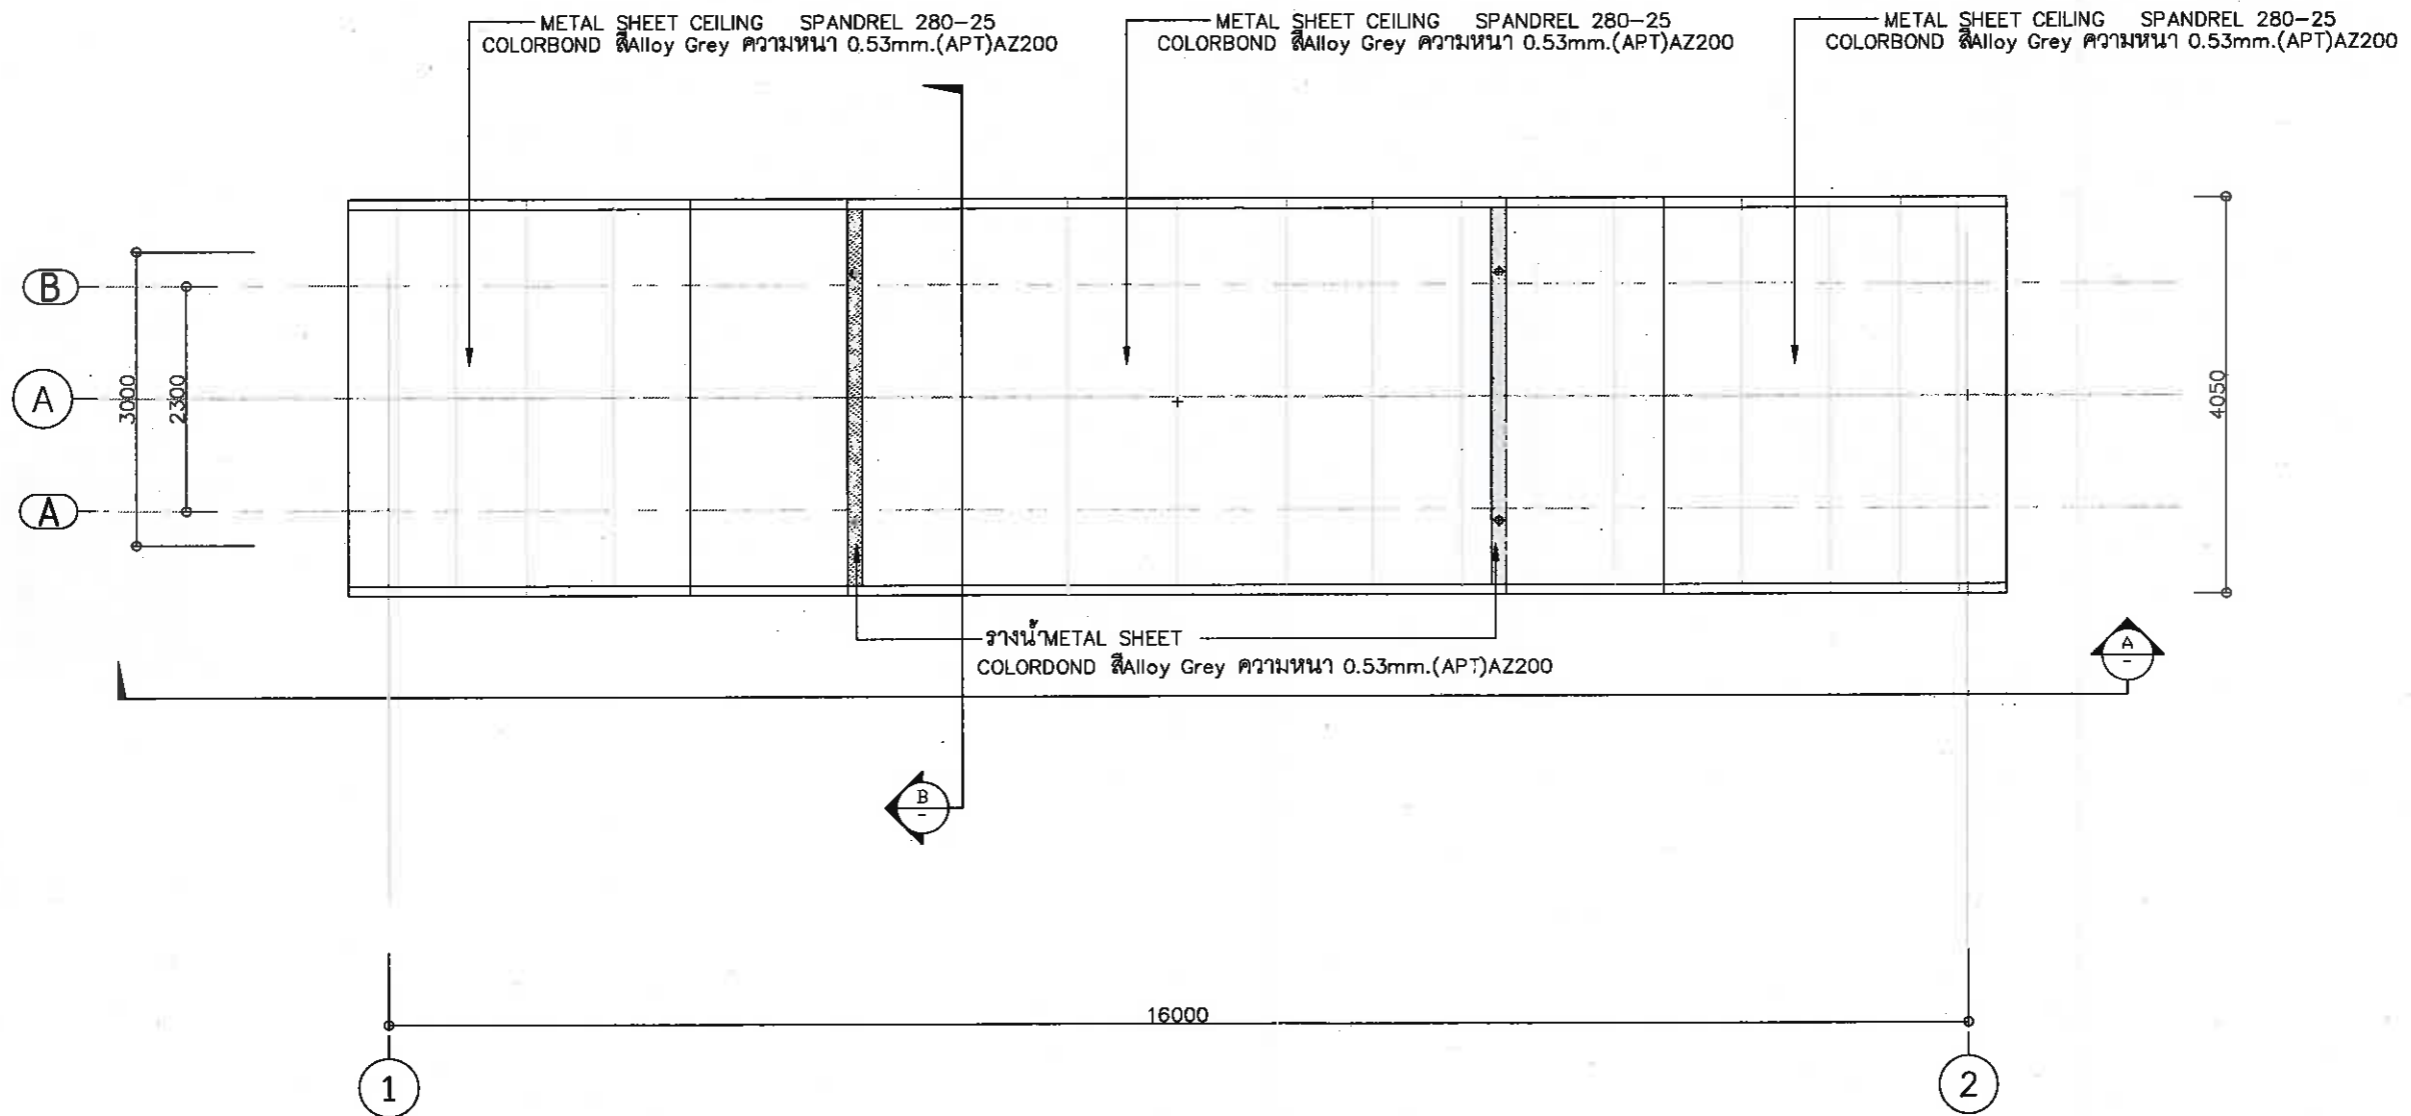 METAL SHEET CEILING SPANDREL 280-25
COLORBOND สีAlloy Grey ความหนา 0.53mm.(APT)AZ200
METAL SHEET CEILING SPANDREL 280-25
COLORBOND สีAlloy Grey ความหนา 0.53mm.(APT)AZ200
METAL SHEET CEILING SPANDREL 280-25
COLORBOND สีAlloy Grey ความหนา 0.53mm.(APT)AZ200
B
A
A
3000
2300
4050
รางน้ำMETAL SHEET
COLORDOND สีAlloy Grey ความหนา 0.53mm.(APT)AZ200
A
-
B
-
16000
1
2